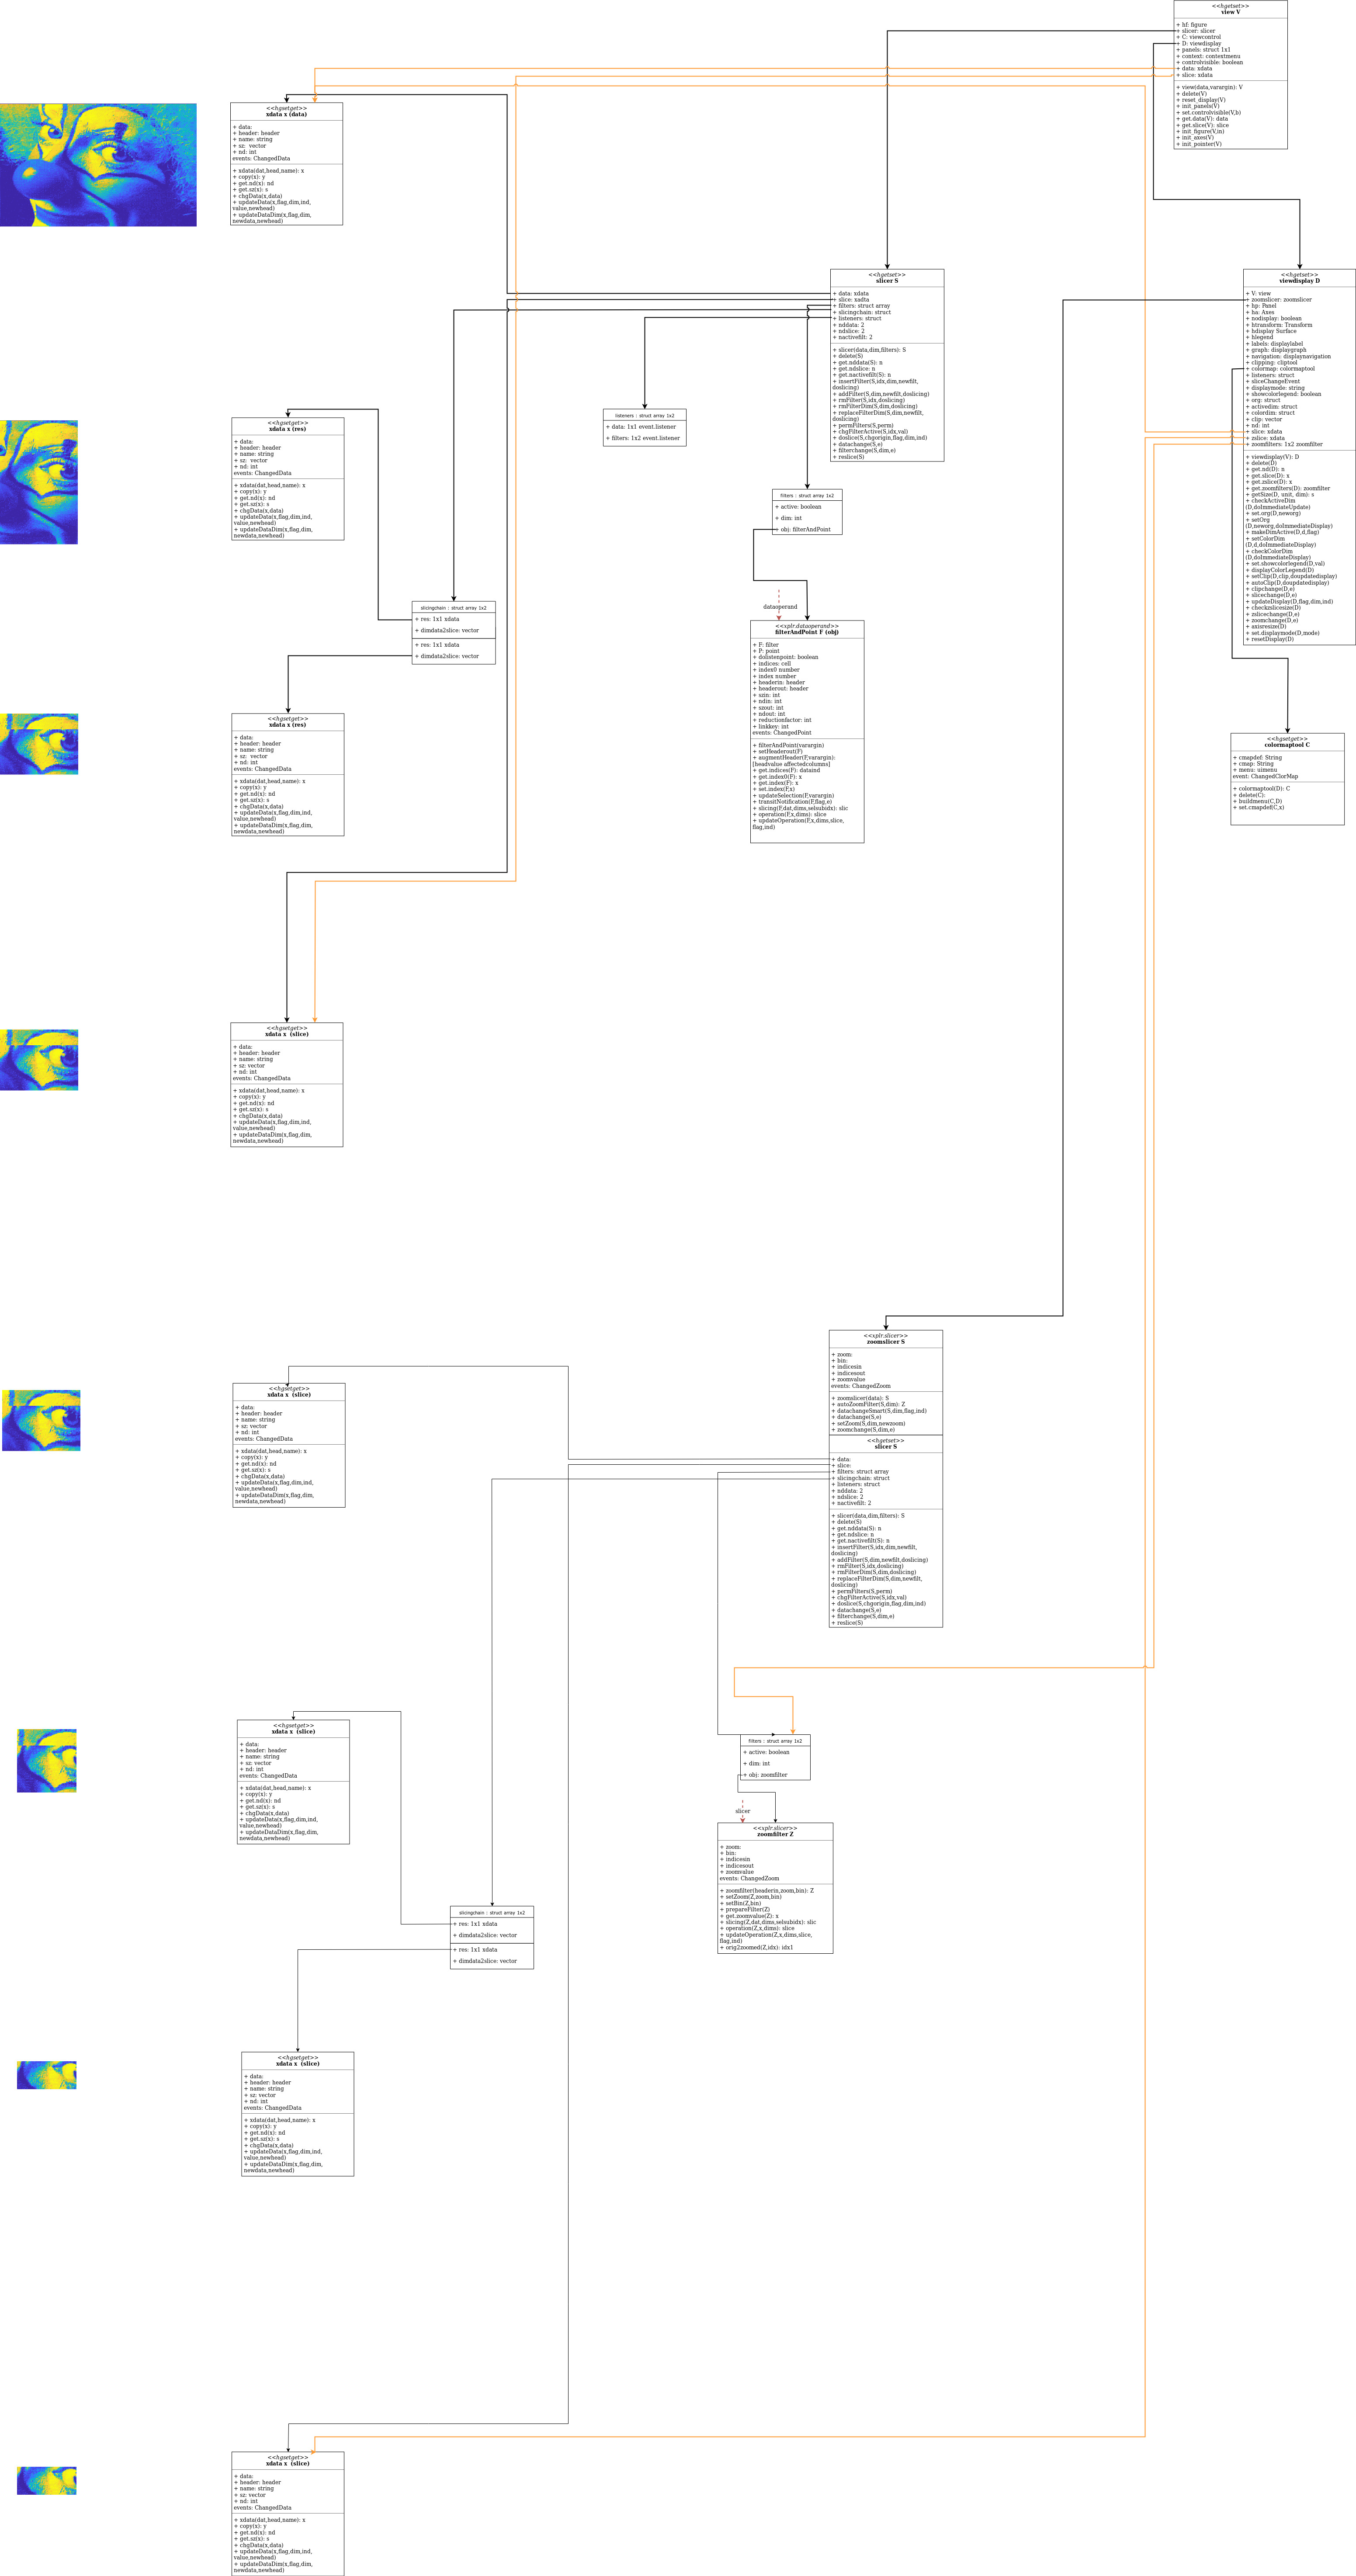 <<hgetset>>
view V
+ hf: figure
+ slicer: slicer
+ C: viewcontrol
+ D: viewdisplay
+ panels: struct 1x1
+ context: contextmenu
+ controlvisible: boolean
+ data: xdata
+ slice: xdata
+ view(data,varargin): V
+ delete(V)
+ reset_display(V)
+ init_panels(V)
+ set.controlvisible(V,b)
+ get.data(V): data
+ get.slice(V): slice
+ init_figure(V,in)
+ init_axes(V)
+ init_pointer(V)
<<hgsetget>>
xdata x (data)
+ data:
+ header: header
+ name: string
+ sz:  vector
+ nd: int
events: ChangedData
+ xdata(dat,head,name): x
+ copy(x): y
+ get.nd(x): nd
+ get.sz(x): s
+ chgData(x,data)
+ updateData(x,flag,dim,ind,
value,newhead)
+ updateDataDim(x,flag,dim,
newdata,newhead)
<<hgetset>>
slicer S
+ data: xdata
+ slice: xadta
+ filters: struct array
+ slicingchain: struct
+ listeners: struct
+ nddata: 2
+ ndslice: 2
+ nactivefilt: 2
+ slicer(data,dim,filters): S
+ delete(S)
+ get.nddata(S): n
+ get.ndslice: n
+ get.nactivefilt(S): n
+ insertFilter(S,idx,dim,newfilt,
doslicing)
+ addFilter(S,dim,newfilt,doslicing)
+ rmFilter(S,idx,doslicing)
+ rmFilterDim(S,dim,doslicing)
+ replaceFilterDim(S,dim,newfilt,
doslicing)
+ permFilters(S,perm)
+ chgFilterActive(S,idx,val)
+ doslice(S,chgorigin,flag,dim,ind)
+ datachange(S,e)
+ filterchange(S,dim,e)
+ reslice(S)
<<hgetset>>
viewdisplay D
+ V: view
+ zoomslicer: zoomslicer
+ hp: Panel
+ ha: Axes
+ nodisplay: boolean
+ htransform: Transform
+ hdisplay Surface
+ hlegend
+ labels: displaylabel
+ graph: displaygraph
+ navigation: displaynavigation
+ clipping: cliptool
+ colormap: colormaptool
+ listeners: struct
+ sliceChangeEvent
+ displaymode: string
+ showcolorlegend: boolean
+ org: struct
+ activedim: struct
+ colordim: struct
+ clip: vector
+ nd: int
+ slice: xdata
+ zslice: xdata
+ zoomfilters: 1x2 zoomfilter
+ viewdisplay(V): D
+ delete(D)
+ get.nd(D): n
+ get.slice(D): x
+ get.zslice(D): x
+ get.zoomfilters(D): zoomfilter
+ getSize(D, unit, dim): s
+ checkActiveDim
(D,doImmediateUpdate)
+ set.org(D,neworg)
+ setOrg
(D,neworg,doImmediateDisplay)
+ makeDimActive(D,d,flag)
+ setColorDim
(D,d,doImmediateDisplay)
+ checkColorDim
(D,doImmediateDisplay)
+ set.showcolorlegend(D,val)
+ displayColorLegend(D)
+ setClip(D,clip,doupdatedisplay)
+ autoClip(D,doupdatedisplay)
+ clipchange(D,e)
+ slicechange(D,e)
+ updateDisplay(D,flag,dim,ind)
+ checkzslicesize(D)
+ zslicechange(D,e)
+ zoomchange(D,e)
+ axisresize(D)
+ set.displaymode(D,mode)
+ resetDisplay(D)
listeners : struct array 1x2
+ data: 1x1 event.listener
+ filters: 1x2 event.listener
<<hgsetget>>
xdata x (res)
+ data:
+ header: header
+ name: string
+ sz:  vector
+ nd: int
events: ChangedData
+ xdata(dat,head,name): x
+ copy(x): y
+ get.nd(x): nd
+ get.sz(x): s
+ chgData(x,data)
+ updateData(x,flag,dim,ind,
value,newhead)
+ updateDataDim(x,flag,dim,
newdata,newhead)
filters : struct array 1x2
+ active: boolean
+ dim: int
+ obj: filterAndPoint
slicingchain : struct array 1x2
+ res: 1x1 xdata
+ dimdata2slice: vector
+ res: 1x1 xdata
+ dimdata2slice: vector
dataoperand
<<xplr.dataoperand>>
filterAndPoint F (obj)
+ F: filter
+ P: point
+ dolistenpoint: boolean
+ indices: cell
+ index0 number
+ index number
+ headerin: header
+ headerout: header
+ szin: int
+ ndin: int
+ szout: int
+ ndout: int
+ reductionfactor: int
+ linkkey: int
events: ChangedPoint
+ filterAndPoint(varargin)
+ setHeaderout(F)
+ augmentHeader(F,varargin):
[headvalue affectedcolumns]
+ get.indices(F): dataind
+ get.index0(F): x
+ get.index(F): x
+ set.index(F,x)
+ updateSelection(F,varargin)
+ transitNotification(F,flag,e)
+ slicing(F,dat,dims,selsubidx): slic
+ operation(F,x,dims): slice
+ updateOperation(F,x,dims,slice,
flag,ind)
<<hgsetget>>
xdata x (res)
+ data:
+ header: header
+ name: string
+ sz:  vector
+ nd: int
events: ChangedData
+ xdata(dat,head,name): x
+ copy(x): y
+ get.nd(x): nd
+ get.sz(x): s
+ chgData(x,data)
+ updateData(x,flag,dim,ind,
value,newhead)
+ updateDataDim(x,flag,dim,
newdata,newhead)
<<hgsetget>>
colormaptool C
+ cmapdef: String
+ cmap: String
+ menu: uimenu
event: ChangedClorMap
+ colormaptool(D): C
+ delete(C):
+ buildmenu(C,D)
+ set.cmapdef(C,x)
<<hgsetget>>
xdata x  (slice)
+ data:
+ header: header
+ name: string
+ sz: vector
+ nd: int
events: ChangedData
+ xdata(dat,head,name): x
+ copy(x): y
+ get.nd(x): nd
+ get.sz(x): s
+ chgData(x,data)
+ updateData(x,flag,dim,ind,
value,newhead)
+ updateDataDim(x,flag,dim,
newdata,newhead)
<<xplr.slicer>>
zoomslicer S
+ zoom:
+ bin:
+ indicesin
+ indicesout
+ zoomvalue
events: ChangedZoom
+ zoomslicer(data): S
+ autoZoomFilter(S,dim): Z
+ datachangeSmart(S,dim,flag,ind)
+ datachange(S,e)
+ setZoom(S,dim,newzoom)
+ zoomchange(S,dim,e)
<<hgetset>>
slicer S
+ data:
+ slice:
+ filters: struct array
+ slicingchain: struct
+ listeners: struct
+ nddata: 2
+ ndslice: 2
+ nactivefilt: 2
+ slicer(data,dim,filters): S
+ delete(S)
+ get.nddata(S): n
+ get.ndslice: n
+ get.nactivefilt(S): n
+ insertFilter(S,idx,dim,newfilt,
doslicing)
+ addFilter(S,dim,newfilt,doslicing)
+ rmFilter(S,idx,doslicing)
+ rmFilterDim(S,dim,doslicing)
+ replaceFilterDim(S,dim,newfilt,
doslicing)
+ permFilters(S,perm)
+ chgFilterActive(S,idx,val)
+ doslice(S,chgorigin,flag,dim,ind)
+ datachange(S,e)
+ filterchange(S,dim,e)
+ reslice(S)
<<hgsetget>>
xdata x  (slice)
+ data:
+ header: header
+ name: string
+ sz: vector
+ nd: int
events: ChangedData
+ xdata(dat,head,name): x
+ copy(x): y
+ get.nd(x): nd
+ get.sz(x): s
+ chgData(x,data)
+ updateData(x,flag,dim,ind,
value,newhead)
+ updateDataDim(x,flag,dim,
newdata,newhead)
<<hgsetget>>
xdata x  (slice)
+ data:
+ header: header
+ name: string
+ sz: vector
+ nd: int
events: ChangedData
+ xdata(dat,head,name): x
+ copy(x): y
+ get.nd(x): nd
+ get.sz(x): s
+ chgData(x,data)
+ updateData(x,flag,dim,ind,
value,newhead)
+ updateDataDim(x,flag,dim,
newdata,newhead)
filters : struct array 1x2
+ active: boolean
+ dim: int
+ obj: zoomfilter
slicer
<<xplr.slicer>>
zoomfilter Z
+ zoom:
+ bin:
+ indicesin
+ indicesout
+ zoomvalue
events: ChangedZoom
+ zoomfilter(headerin,zoom,bin): Z
+ setZoom(Z,zoom,bin)
+ setBin(Z,bin)
+ prepareFilter(Z)
+ get.zoomvalue(Z): x
+ slicing(Z,dat,dims,selsubidx): slic
+ operation(Z,x,dims): slice
+ updateOperation(Z,x,dims,slice,
flag,ind)
+ orig2zoomed(Z,idx): idx1
slicingchain : struct array 1x2
+ res: 1x1 xdata
+ dimdata2slice: vector
+ res: 1x1 xdata
+ dimdata2slice: vector
<<hgsetget>>
xdata x  (slice)
+ data:
+ header: header
+ name: string
+ sz: vector
+ nd: int
events: ChangedData
+ xdata(dat,head,name): x
+ copy(x): y
+ get.nd(x): nd
+ get.sz(x): s
+ chgData(x,data)
+ updateData(x,flag,dim,ind,
value,newhead)
+ updateDataDim(x,flag,dim,
newdata,newhead)
<<hgsetget>>
xdata x  (slice)
+ data:
+ header: header
+ name: string
+ sz: vector
+ nd: int
events: ChangedData
+ xdata(dat,head,name): x
+ copy(x): y
+ get.nd(x): nd
+ get.sz(x): s
+ chgData(x,data)
+ updateData(x,flag,dim,ind,
value,newhead)
+ updateDataDim(x,flag,dim,
newdata,newhead)